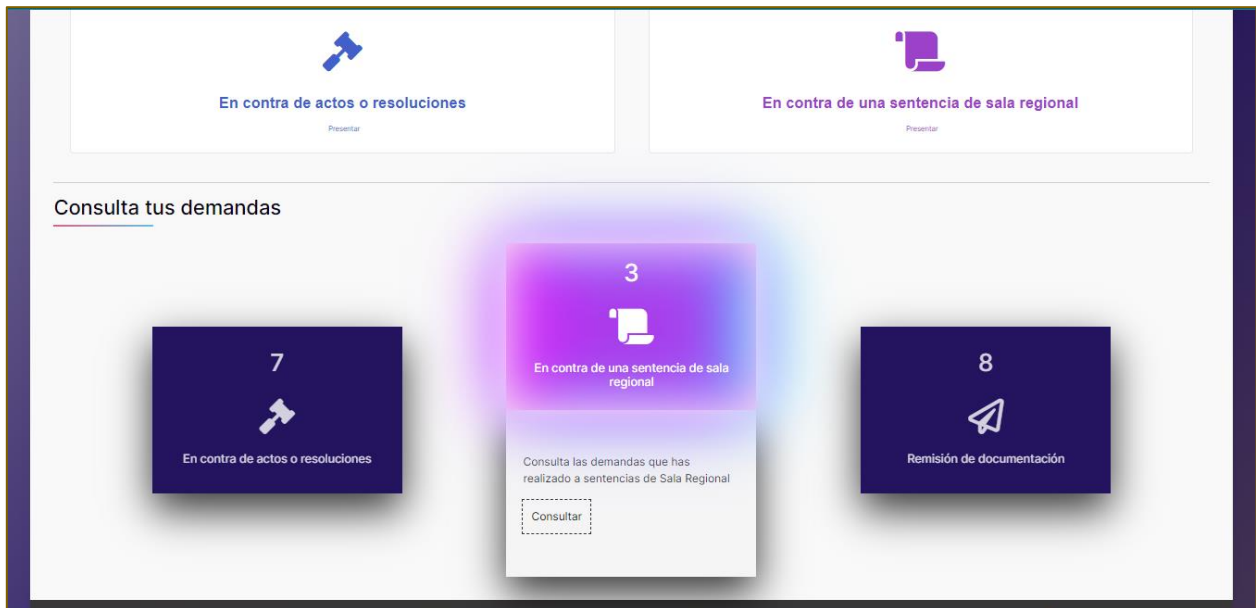 En contra de actos o resoluciones
Presentar
En contra de una sentencia de sala regional
Presentar
Consulta tus demandas
7
En contra de actos o resoluciones
3
En contra de una sentencia de sala
regional
Consulta las demandas que has
realizado a sentencias de Sala Regional
Consultar
8
Remisión de documentación